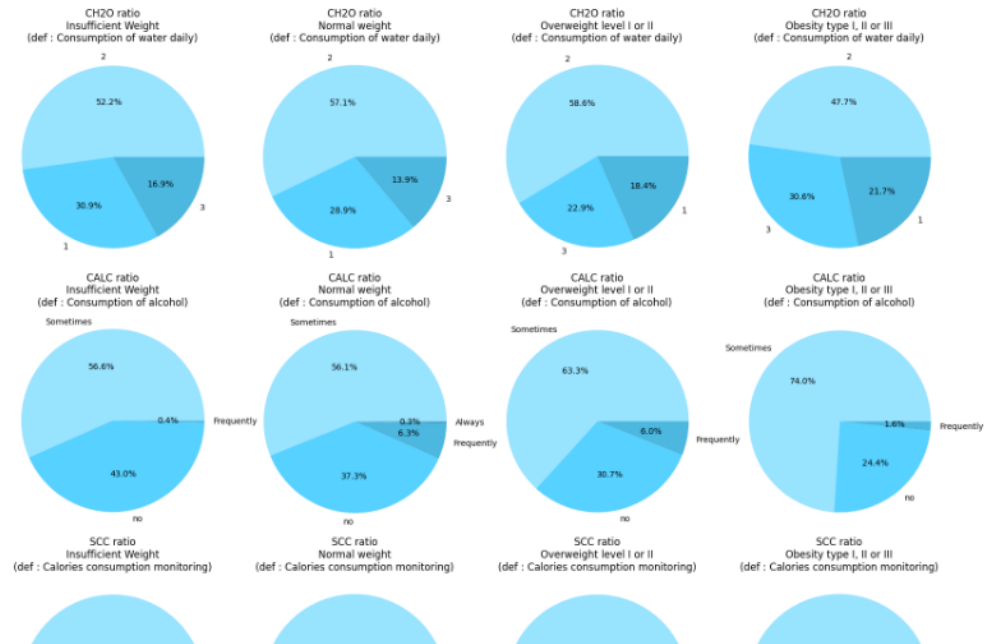 CH2O ratio
Insufficient Weight
(def : Consumption of water daily)
2
52.2%
16.9%
30.9%
3
1
CH2O ratio
Normal weight
(def : Consumption of water daily)
2
57.1%
13.9%
3
28.9%
1
CH2O ratio
Overweight level I or II
(def : Consumption of water daily)
2
58.6%
18.4%
22.9%
1
3
CH2O ratio
Obesity type I, II or III
(def : Consumption of water daily)
2
47.7%
21.7%
30.6%
1
3
CALC ratio
Insufficient Weight
(def : Consumption of alcohol)
Sometimes
56.6%
0.4%
Frequently
43.0%
no
CALC ratio
Normal weight
(def : Consumption of alcohol)
Sometimes
56.1%
0.3%
Always
6.3%
Frequently
37.3%
no
CALC ratio
Overweight level I or II
(def : Consumption of alcohol)
Sometimes
63.3%
6.0%
Frequently
30.7%
no
CALC ratio
Obesity type I, II or III
(def : Consumption of alcohol)
Sometimes
74.0%
1.6%
Frequently
24.4%
no
SCC ratio
Insufficient Weight
(def : Calories consumption monitoring)
SCC ratio
Normal weight
(def : Calories consumption monitoring)
SCC ratio
Overweight level I or II
(def : Calories consumption monitoring)
SCC ratio
Obesity type I, II or III
(def : Calories consumption monitoring)